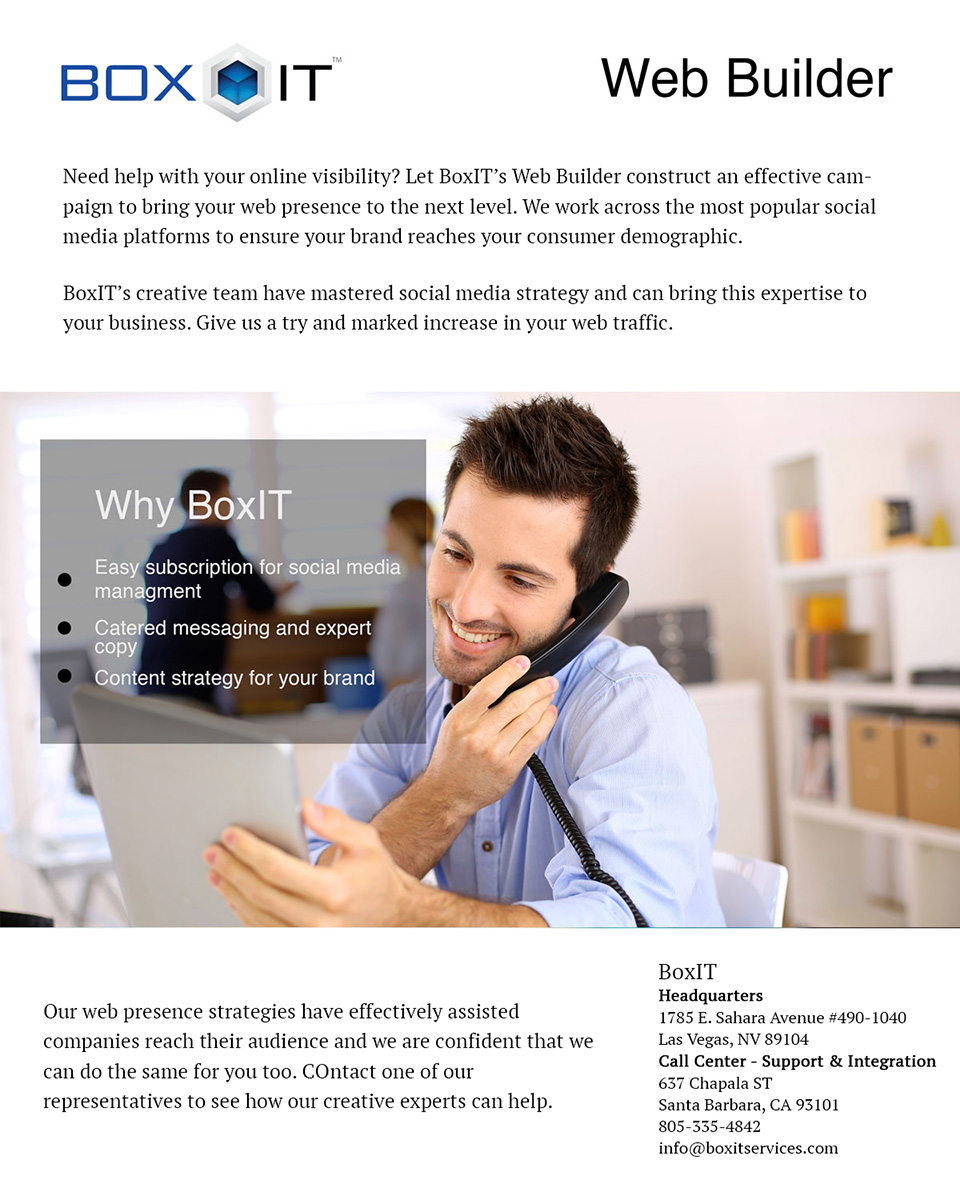 BOX IT™
Web Builder
Need help with your online visibility? Let BoxIT’s Web Builder construct an effective cam-
paign to bring your web presence to the next level. We work across the most popular social
media platforms to ensure your brand reaches your consumer demographic.
BoxIT’s creative team have mastered social media strategy and can bring this expertise to
your business. Give us a try and marked increase in your web traffic.
Why BoxIT
● Easy subscription for social media
managment
● Catered messaging and expert
copy
● Content strategy for your brand
Our web presence strategies have effectively assisted
companies reach their audience and we are confident that we
can do the same for you too. COntact one of our
representatives to see how our creative experts can help.
BoxIT
Headquarters
1785 E. Sahara Avenue #490-1040
Las Vegas, NV 89104
Call Center - Support & Integration
637 Chapala ST
Santa Barbara, CA 93101
805-335-4842
info@boxitservices.com